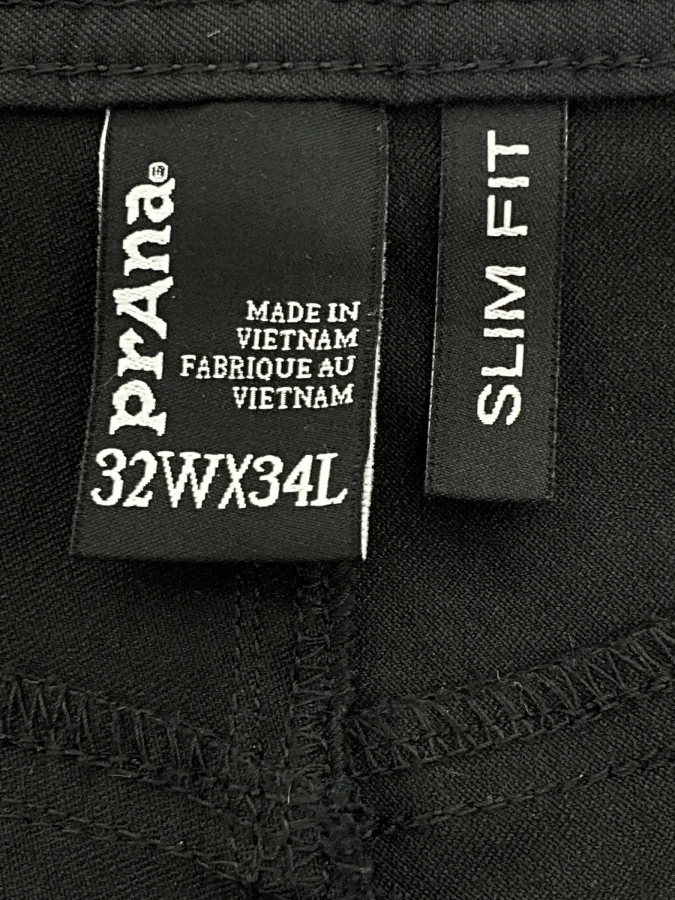 prAna®
MADE IN
VIETNAM
FABRIQUE AU
VIETNAM
32WX34L
SLIM FIT